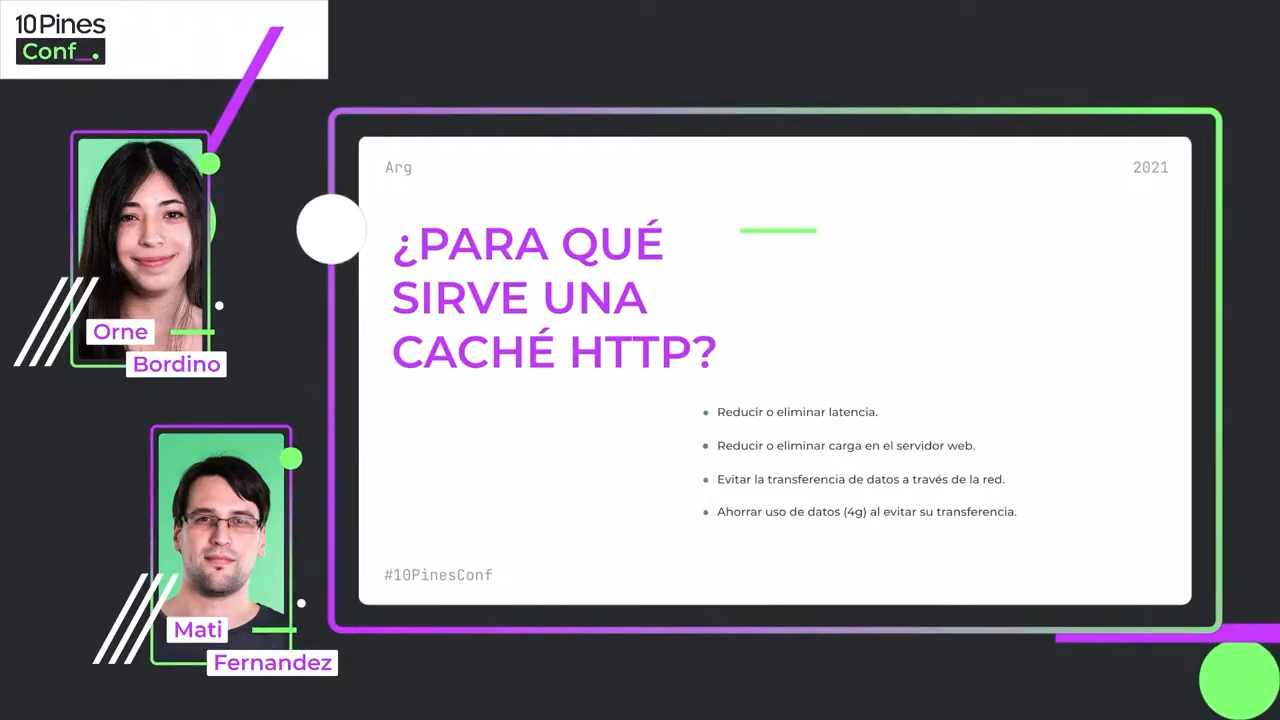 10Pines
Conf_.
Orne
Bordino
Mati
Fernandez
Arg
2021
¿PARA QUÉ
SIRVE UNA
CACHÉ HTTP?
Reducir o eliminar latencia.
Reducir o eliminar carga en el servidor web.
Evitar la transferencia de datos a través de la red.
Ahorrar uso de datos (4g) al evitar su transferencia.
#10PinesConf